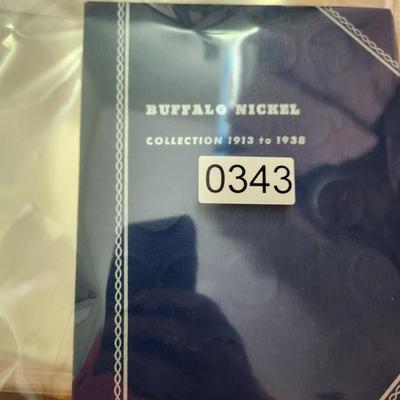 BUFFALO NICKEL
COLLECTION 1913 to 1938
0343